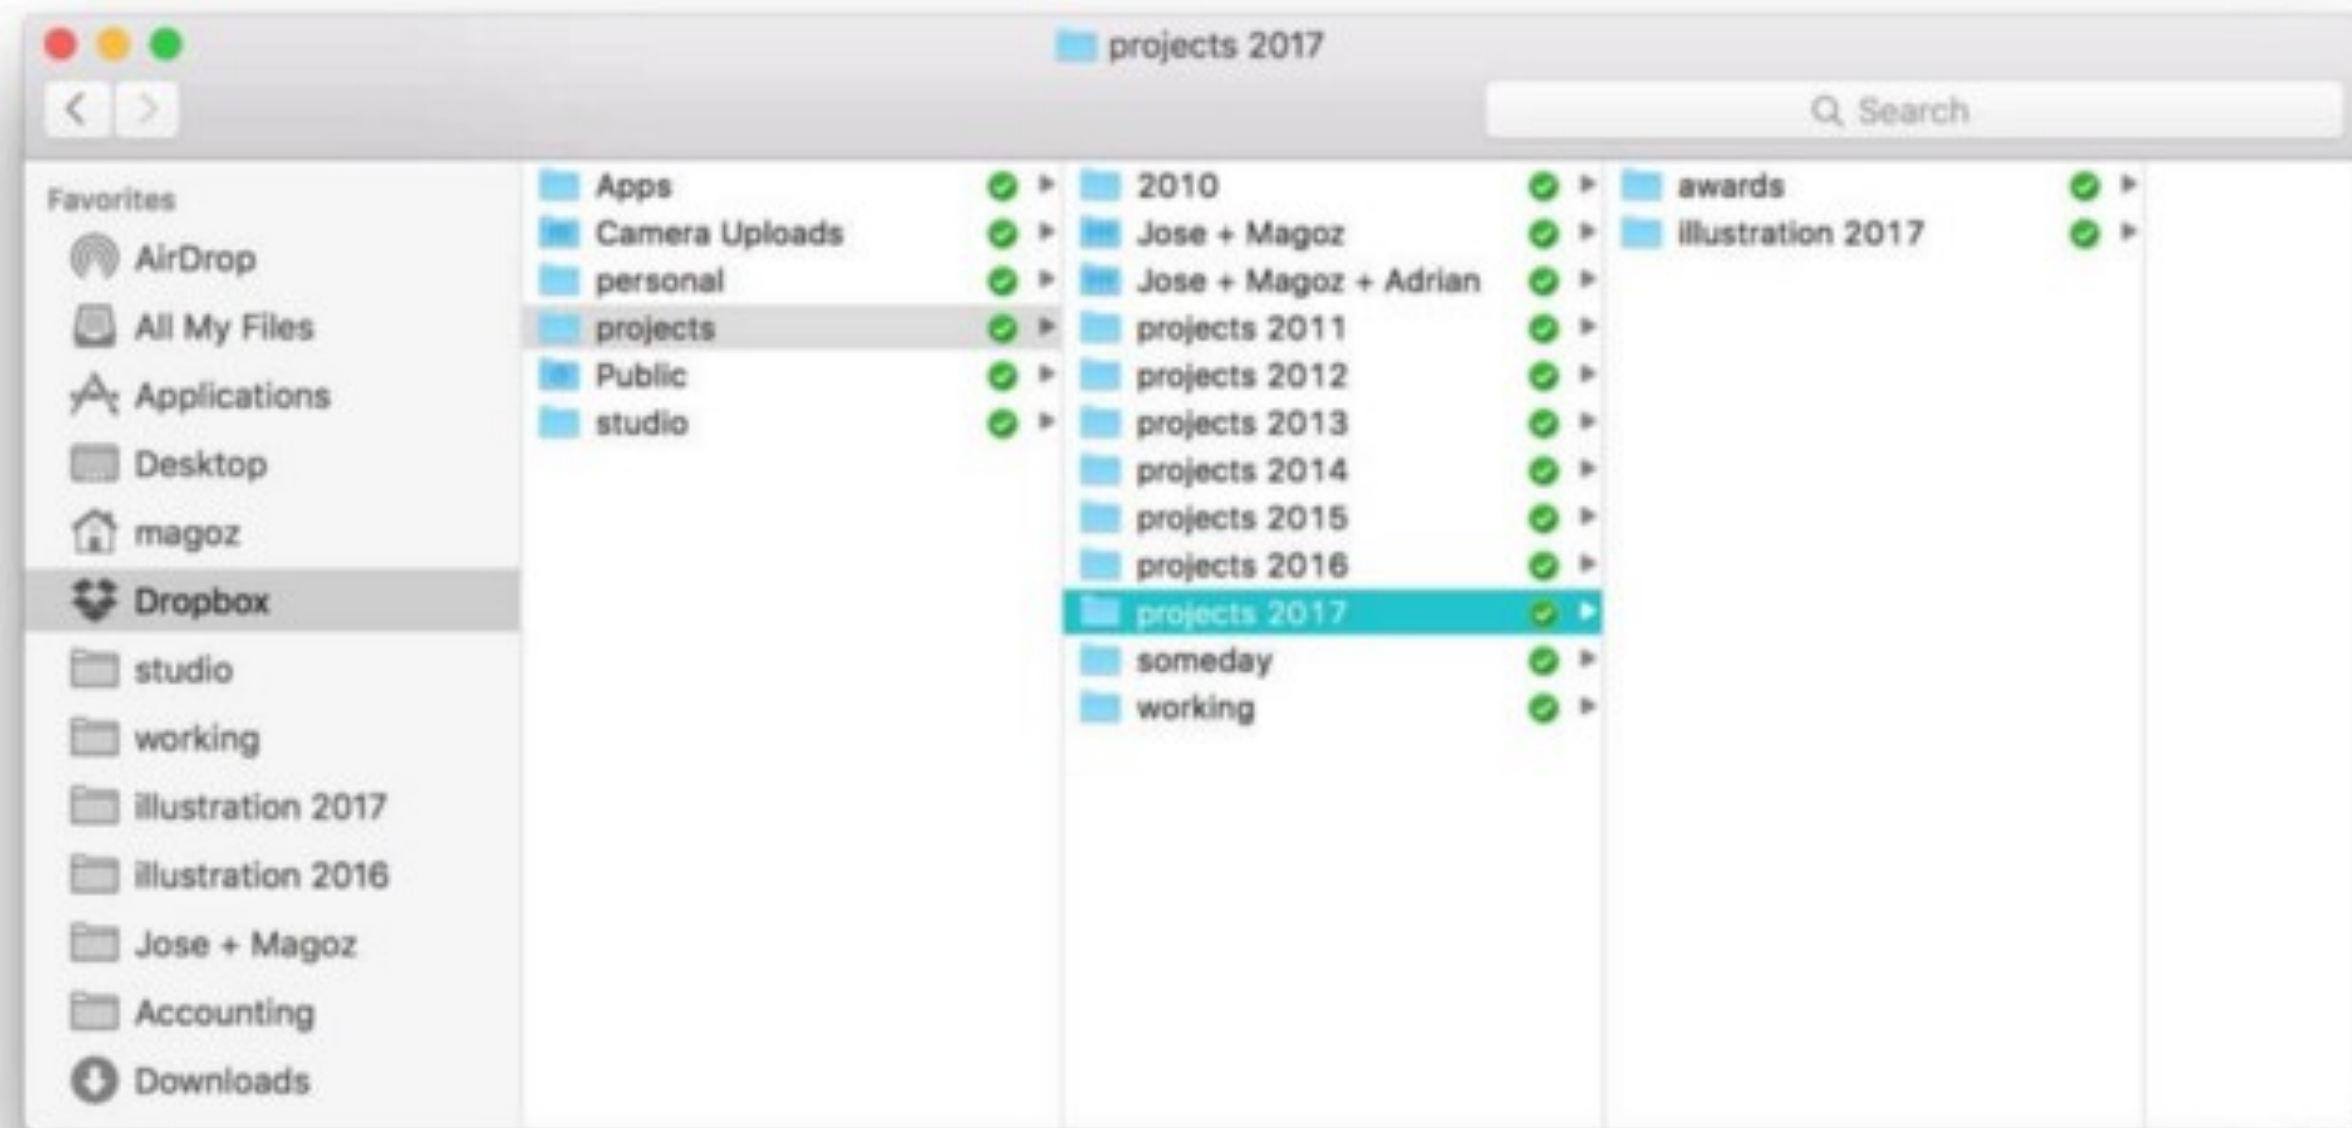 projects 2017
Search
Favorites
AirDrop
All My Files
Applications
Desktop
magoz
Dropbox
studio
working
illustration 2017
illustration 2016
Jose + Magoz
Accounting
Downloads
Apps
Camera Uploads
personal
projects
Public
studio
2010
Jose + Magoz
Jose + Magoz + Adrian
projects 2011
projects 2012
projects 2013
projects 2014
projects 2015
projects 2016
projects 2017
someday
working
awards
illustration 2017